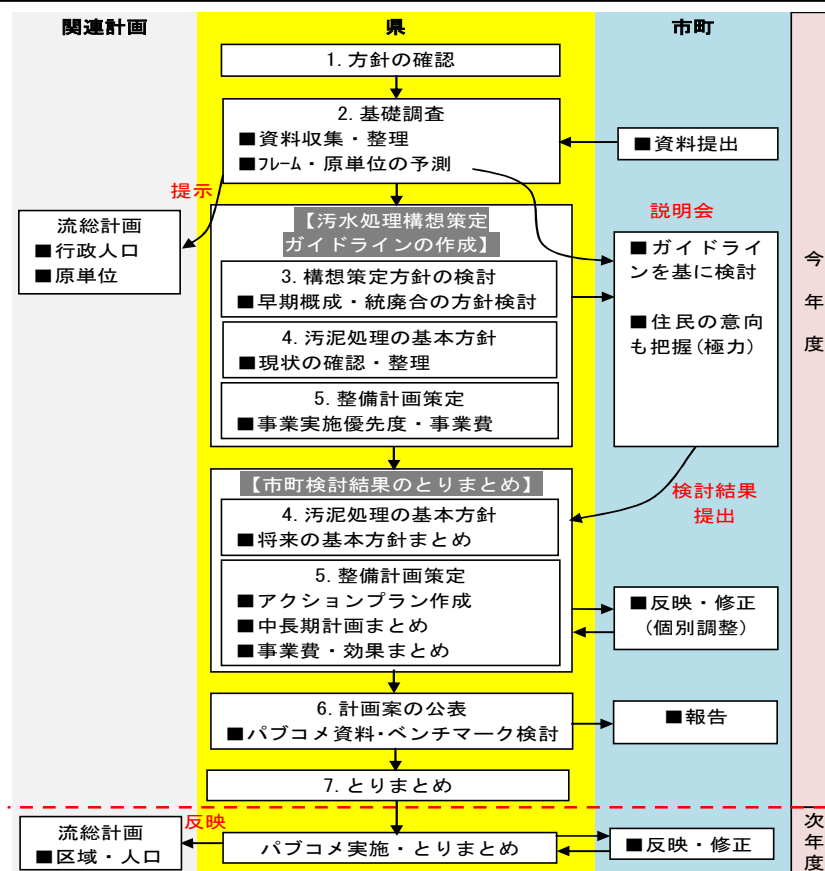 関連計画
県
市町
1. 方針の確認
2. 基礎調査
■資料収集・整理
■フレーム・原単位の予測
■資料提出
提示
流総計画
■行政人口
■原単位
【汚水処理構想策定
ガイドラインの作成】
3. 構想策定方針の検討
■早期概成・統廃合の方針検討
4. 汚泥処理の基本方針
■現状の確認・整理
5. 整備計画策定
■事業実施優先度・事業費
説明会
■ガイドライ
ンを基に検討
■住民の意向
も把握(極力)
今年度
【市町検討結果のとりまとめ】
4. 汚泥処理の基本方針
■将来の基本方針まとめ
5. 整備計画策定
■アクションプラン作成
■中長期計画まとめ
■事業費・効果まとめ
検討結果
提出
■反映・修正
(個別調整)
6. 計画案の公表
■パブコメ資料・ベンチマーク検討
■報告
7. とりまとめ
反映
流総計画
■区域・人口
パブコメ実施・とりまとめ
■反映・修正
次年度